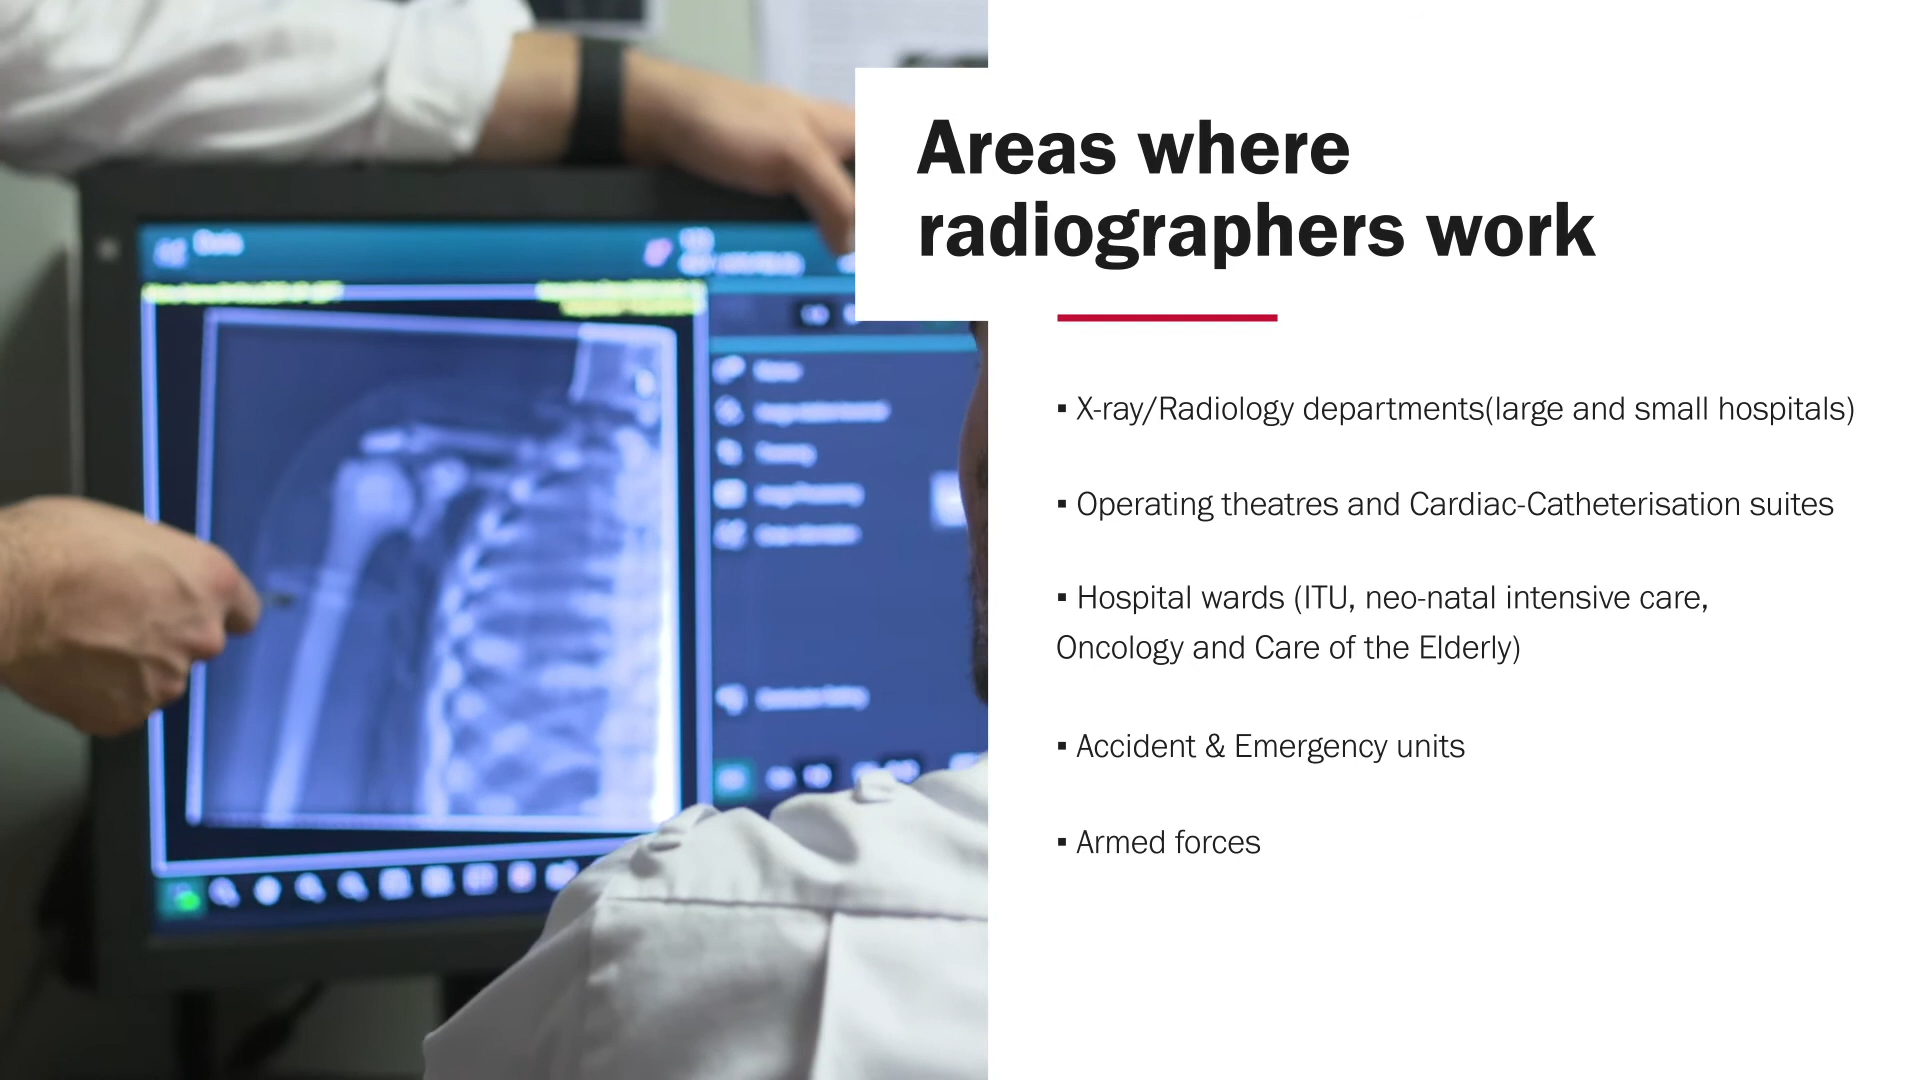 Areas where
radiographers work
▪ X-ray/Radiology departments(large and small hospitals)
▪ Operating theatres and Cardiac-Catheterisation suites
▪ Hospital wards (ITU, neo-natal intensive care,
Oncology and Care of the Elderly)
▪ Accident & Emergency units
▪ Armed forces